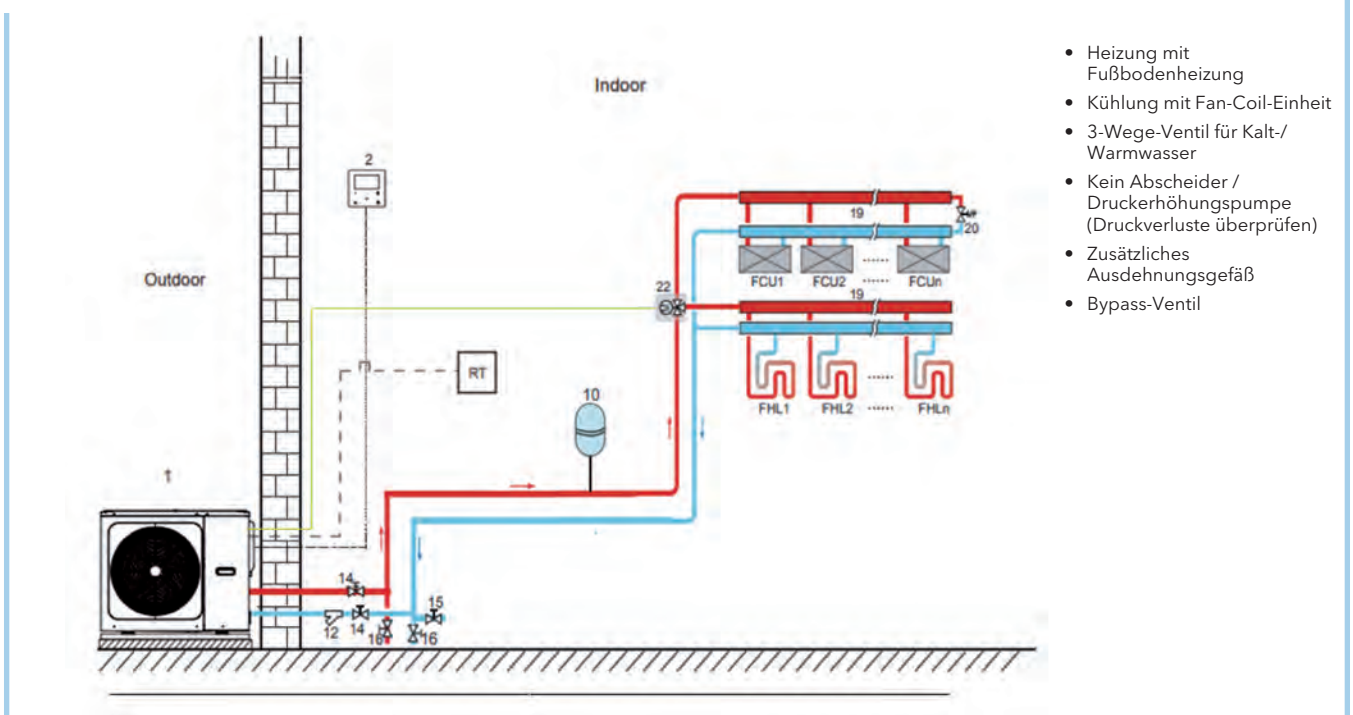 Indoor
Outdoor
2
19
20
FCU1 FCU2 ...... FCUn
22
19
RT
10
FHL1 FHL2 ...... FHLn
1
14
15
12 14 16 16
• Heizung mit
Fußbodenheizung
• Kühlung mit Fan-Coil-Einheit
• 3-Wege-Ventil für Kalt-/
Warmwasser
• Kein Abscheider /
Druckerhöhungspumpe
(Druckverluste überprüfen)
• Zusätzliches
Ausdehnungsgefäß
• Bypass-Ventil